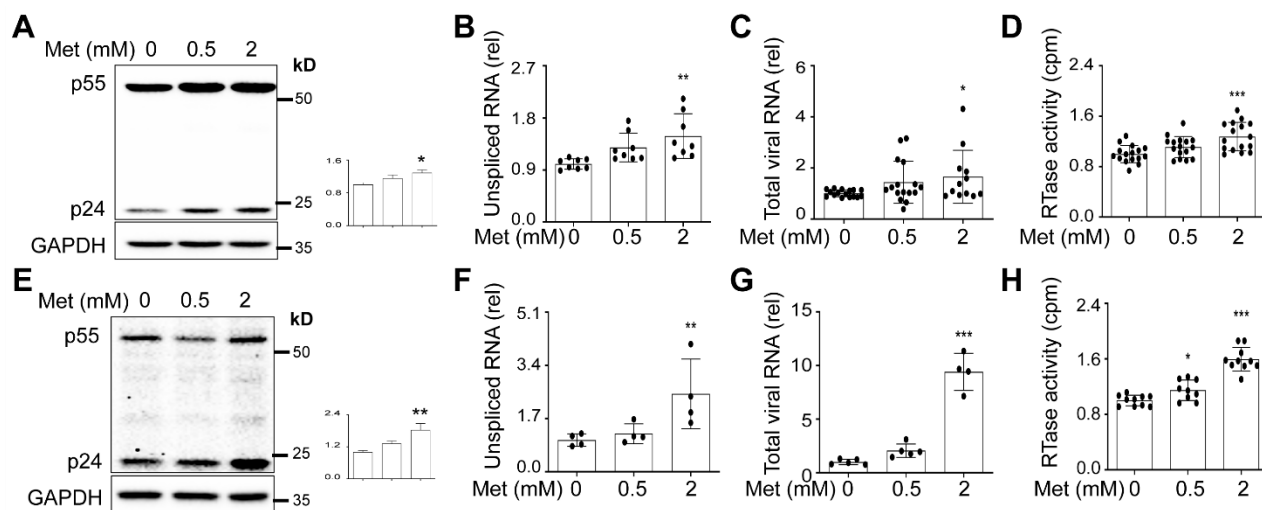 A
Met (mM) 0 0.5 2
kD
p55
50
p24
25
GAPDH
35
*
1.8
1.2
0.6
0.0
B
Unspliced RNA (rel)
2.7
1.8
0.9
0.0
**
Met (mM) 0 0.5 2
C
Total viral RNA (rel)
6
4
2
0
*
Met (mM) 0 0.5 2
D
RTase activity (cpm)
2.4
1.6
0.8
0.0
***
Met (mM) 0 0.5 2
E
Met (mM) 0 0.5 2
kD
p55
50
p24
25
GAPDH
35
**
2.4
1.2
0.0
F
Unspliced RNA (rel)
5.1
3.4
1.7
0.0
**
Met (mM) 0 0.5 2
G
Total viral RNA (rel)
15
10
5
0
***
Met (mM) 0 0.5 2
H
RTase activity (cpm)
2.4
1.6
0.8
0.0
* ***
Met (mM) 0 0.5 2